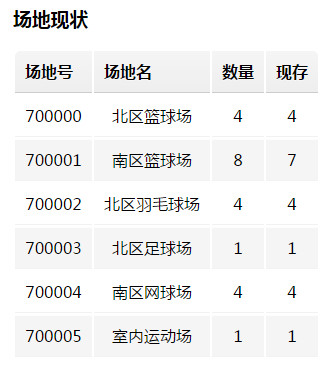 场地现状
场地号 场地名 数量 现存
700000 北区篮球场 4 4
700001 南区篮球场 8 7
700002 北区羽毛球场 4 4
700003 北区足球场 1 1
700004 南区网球场 4 4
700005 室内运动场 1 1